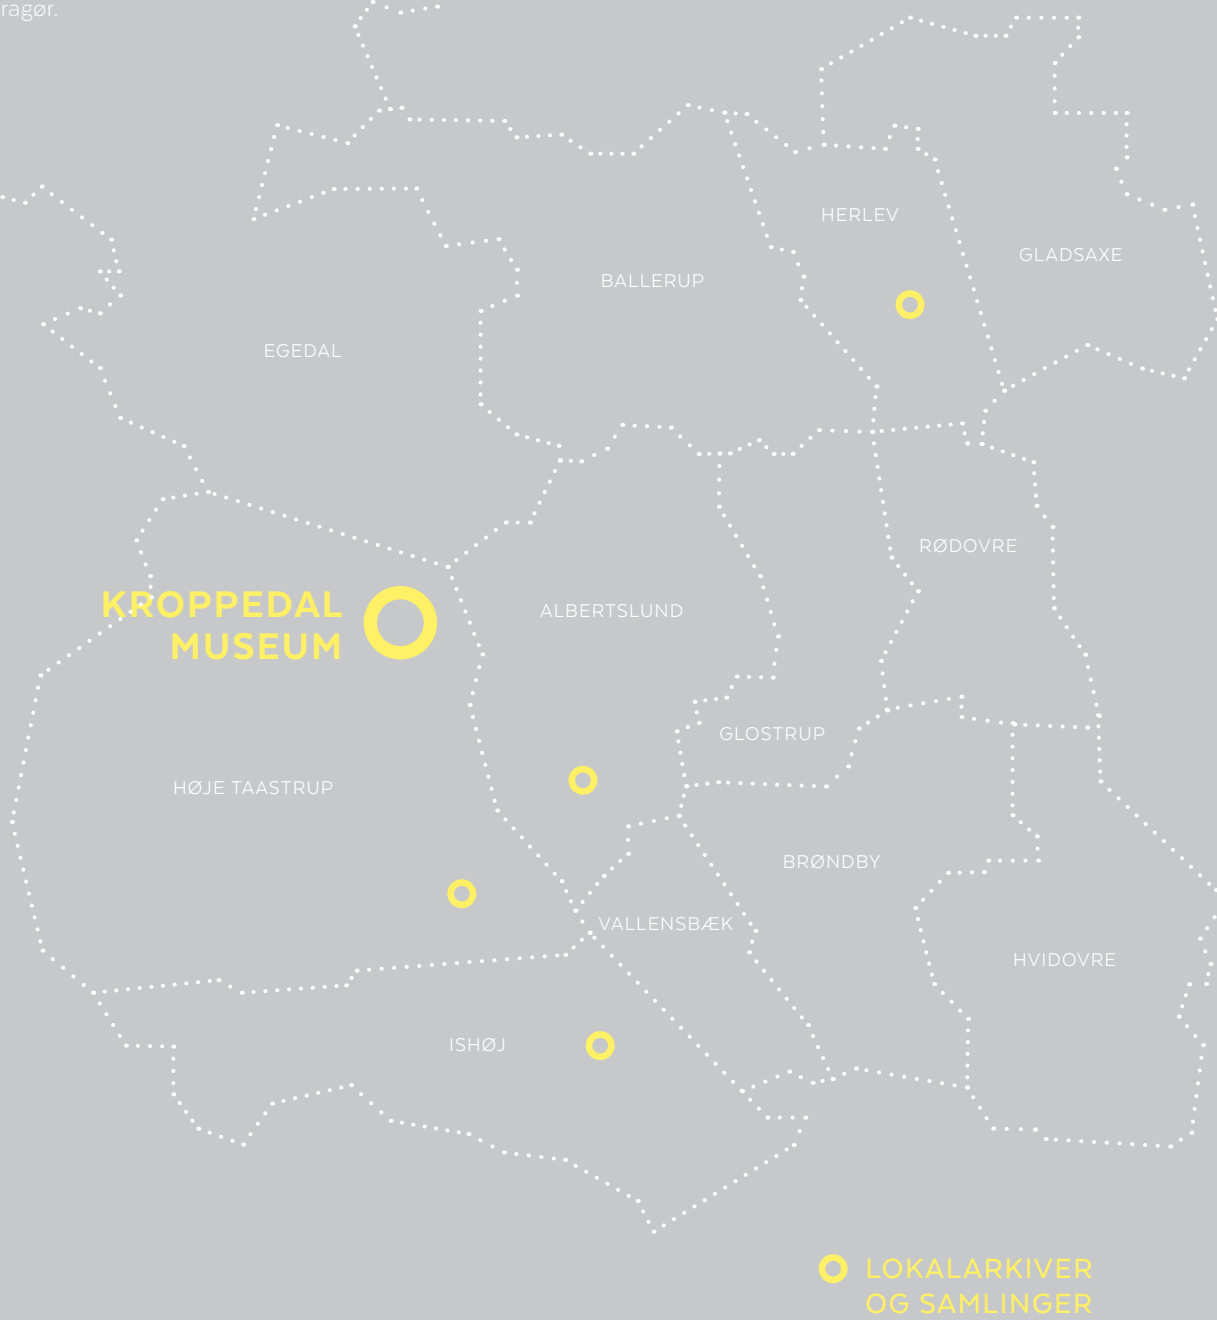 ragør.
HERLEV
GLADSAXE
BALLERUP
EGEDAL
RØDOVRE
KROPPEDAL
MUSEUM
ALBERTSLUND
GLOSTRUP
HØJE TAASTRUP
BRØNDBY
VALLENSBÆK
HVIDOVRE
ISHØJ
LOKALARKIVER
OG SAMLINGER